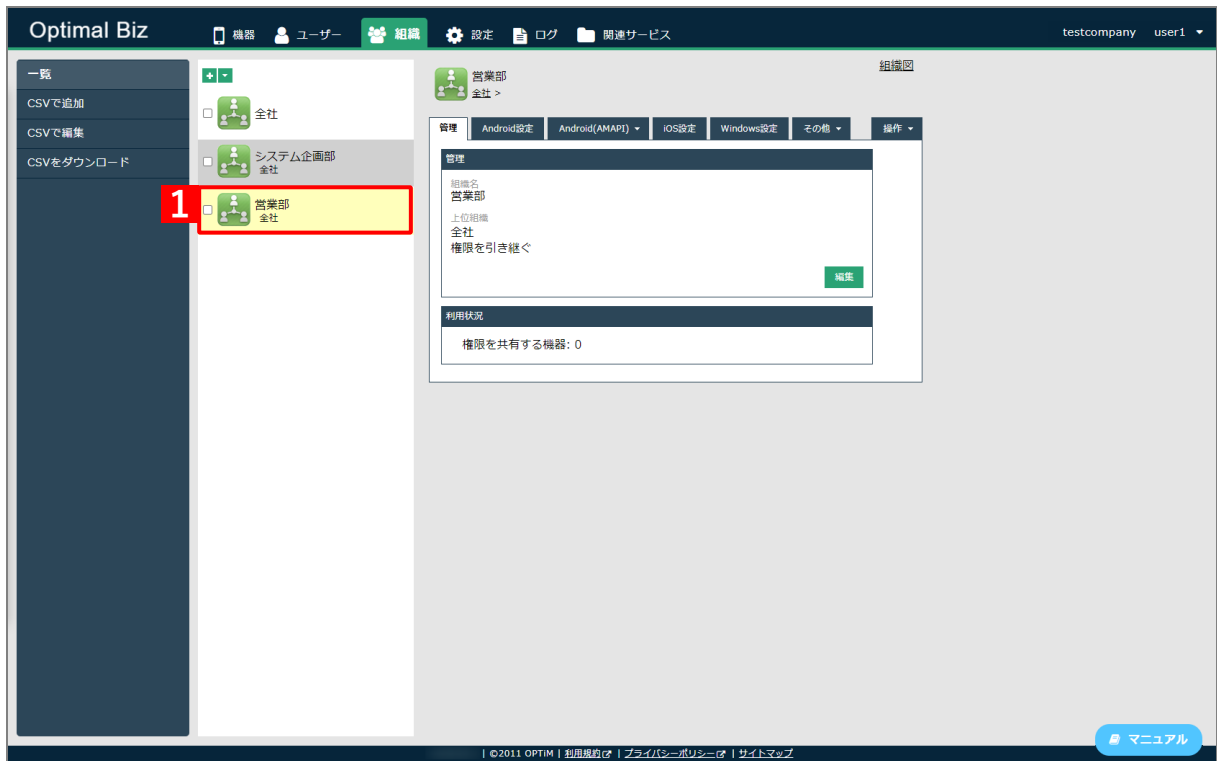 Optimal Biz
機器
ユーザー
組織
設定
ログ
関連サービス
testcompany
user1
一覧
CSVで追加
CSVで編集
CSVをダウンロード
全社
システム企画部
全社
1
営業部
全社
営業部
全社 >
組織図
管理
Android設定
Android(AMAPI)
iOS設定
Windows設定
その他
操作
管理
組織名
営業部
上位組織
全社
権限を引き継ぐ
編集
利用状況
権限を共有する機器: 0
マニュアル
| ©2011 OPTiM | 利用規約 | プライバシーポリシー | サイトマップ